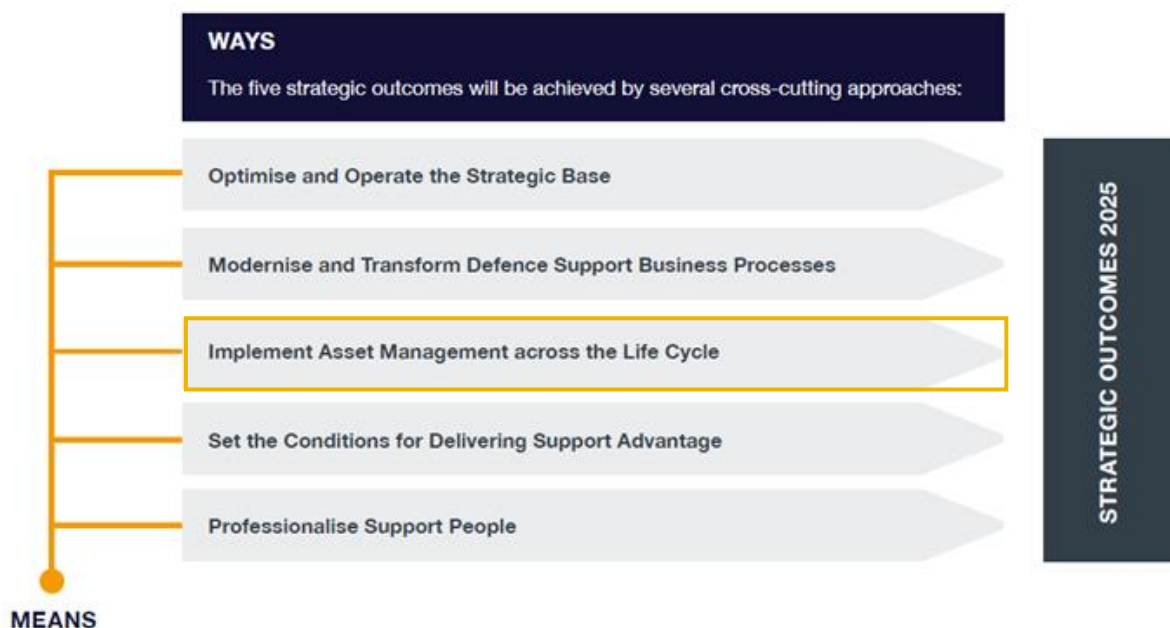 WAYS
The five strategic outcomes will be achieved by several cross-cutting approaches:
Optimise and Operate the Strategic Base
Modernise and Transform Defence Support Business Processes
Implement Asset Management across the Life Cycle
Set the Conditions for Delivering Support Advantage
Professionalise Support People
MEANS
STRATEGIC OUTCOMES 2025